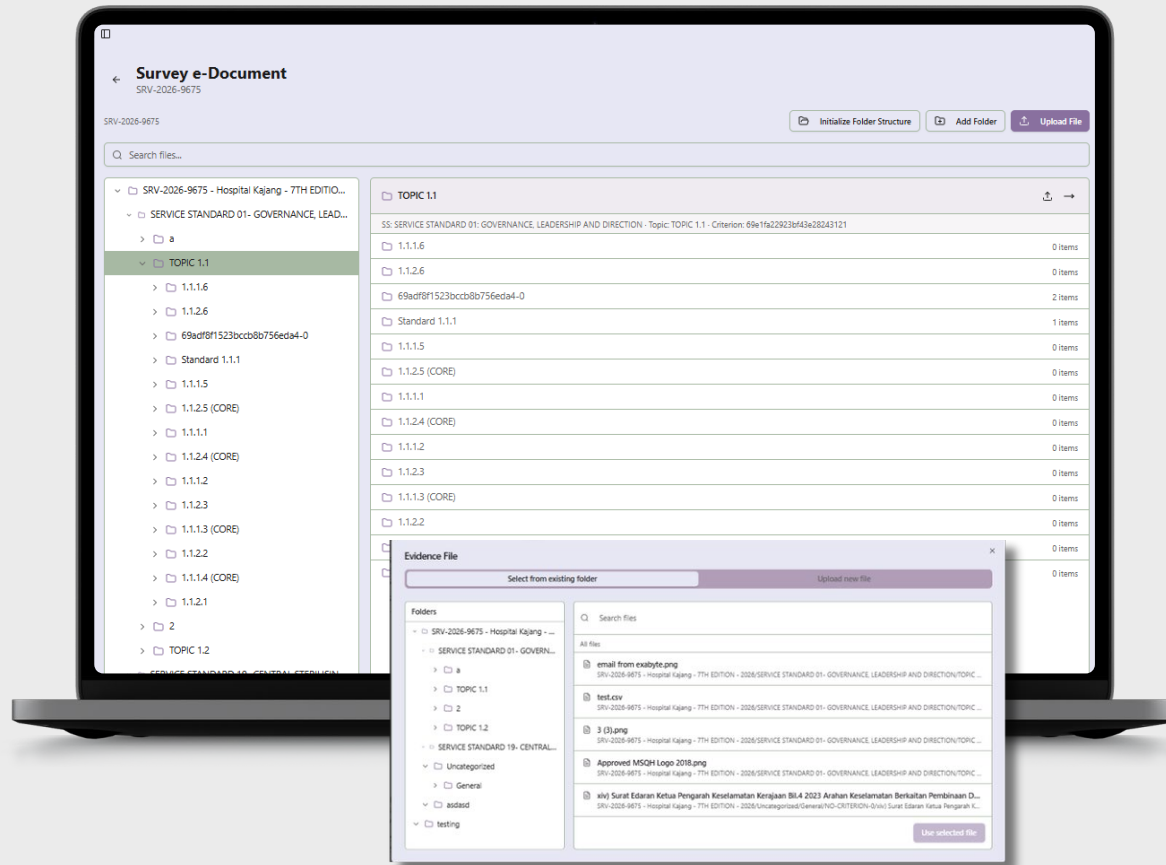 Survey e-Document
SRV-2026-9675
SRV-2026-9675
Initialize Folder Structure
Add Folder
Upload File
Search files...
SRV-2026-9675 - Hospital Kajang - 7TH EDITIO...
SERVICE STANDARD 01- GOVERNANCE, LEAD...
a
TOPIC 1.1
1.1.1.6
1.1.2.6
69adf8f1523bccb8b756eda4-0
Standard 1.1.1
1.1.1.5
1.1.2.5 (CORE)
1.1.1.1
1.1.2.4 (CORE)
1.1.1.2
1.1.2.3
1.1.1.3 (CORE)
1.1.2.2
1.1.1.4 (CORE)
1.1.2.1
2
TOPIC 1.2
TOPIC 1.1
SS: SERVICE STANDARD 01: GOVERNANCE, LEADERSHIP AND DIRECTION · Topic: TOPIC 1.1 · Criterion: 69e1fa22923bf43e28243121
1.1.1.6 0 items
1.1.2.6 0 items
69adf8f1523bccb8b756eda4-0 2 items
Standard 1.1.1 1 items
1.1.1.5 0 items
1.1.2.5 (CORE) 0 items
1.1.1.1 0 items
1.1.2.4 (CORE) 0 items
1.1.1.2 0 items
1.1.2.3 0 items
1.1.1.3 (CORE) 0 items
1.1.2.2 0 items
0 items
0 items
Evidence File
Select from existing folder
Upload new file
Folders
SRV-2026-9675 - Hospital Kajang - ...
SERVICE STANDARD 01- GOVERN...
a
TOPIC 1.1
2
TOPIC 1.2
SERVICE STANDARD 19- CENTRAL...
Uncategorized
General
asdasd
testing
Search files
All files
email from exabyte.png
SRV-2026-9675 - Hospital Kajang - 7TH EDITION - 2026/SERVICE STANDARD 01- GOVERNANCE, LEADERSHIP AND DIRECTION/TOPIC ...
test.csv
SRV-2026-9675 - Hospital Kajang - 7TH EDITION - 2026/SERVICE STANDARD 01- GOVERNANCE, LEADERSHIP AND DIRECTION/TOPIC ...
3 (3).png
SRV-2026-9675 - Hospital Kajang - 7TH EDITION - 2026/SERVICE STANDARD 01- GOVERNANCE, LEADERSHIP AND DIRECTION/TOPIC ...
Approved MSQH Logo 2018.png
SRV-2026-9675 - Hospital Kajang - 7TH EDITION - 2026/SERVICE STANDARD 01- GOVERNANCE, LEADERSHIP AND DIRECTION/TOPIC ...
xiv) Surat Edaran Ketua Pengarah Keselamatan Kerajaan Bil.4 2023 Arahan Keselamatan Berkaitan Pembinaan D...
SRV-2026-9675 - Hospital Kajang - 7TH EDITION - 2026/Uncategorized/General/NO-CRITERION-0/xiv) Surat Edaran Ketua Pengarah K...
Use selected file